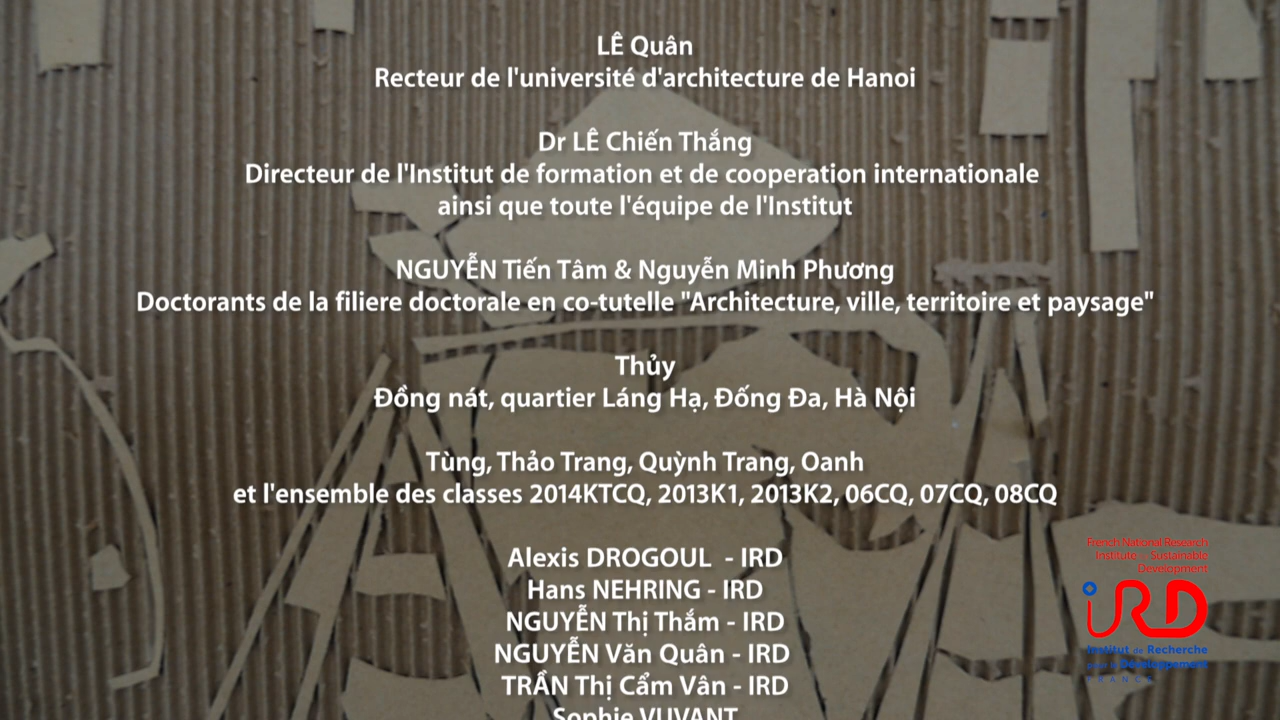 LÊ Quân
Recteur de l'université d'architecture de Hanoi
Dr LÊ Chiến Thắng
Directeur de l'Institut de formation et de cooperation internationale
ainsi que toute l'équipe de l'Institut
NGUYỄN Tiến Tâm & Nguyễn Minh Phương
Doctorants de la filiere doctorale en co-tutelle "Architecture, ville, territoire et paysage"
Thủy
Đồng nát, quartier Láng Hạ, Đống Đa, Hà Nội
Tùng, Thảo Trang, Quỳnh Trang, Oanh
et l'ensemble des classes 2014KTCQ, 2013K1, 2013K2, 06CQ, 07CQ, 08CQ
Alexis DROGOUL - IRD
Hans NEHRING - IRD
NGUYỄN Thị Thắm - IRD
NGUYỄN Văn Quân - IRD
TRẦN Thị Cẩm Vân - IRD
Sophie VUVANT
French National Research
Institute for Sustainable
Development
IRD
Institut de Recherche
pour le Développement
FRANCE